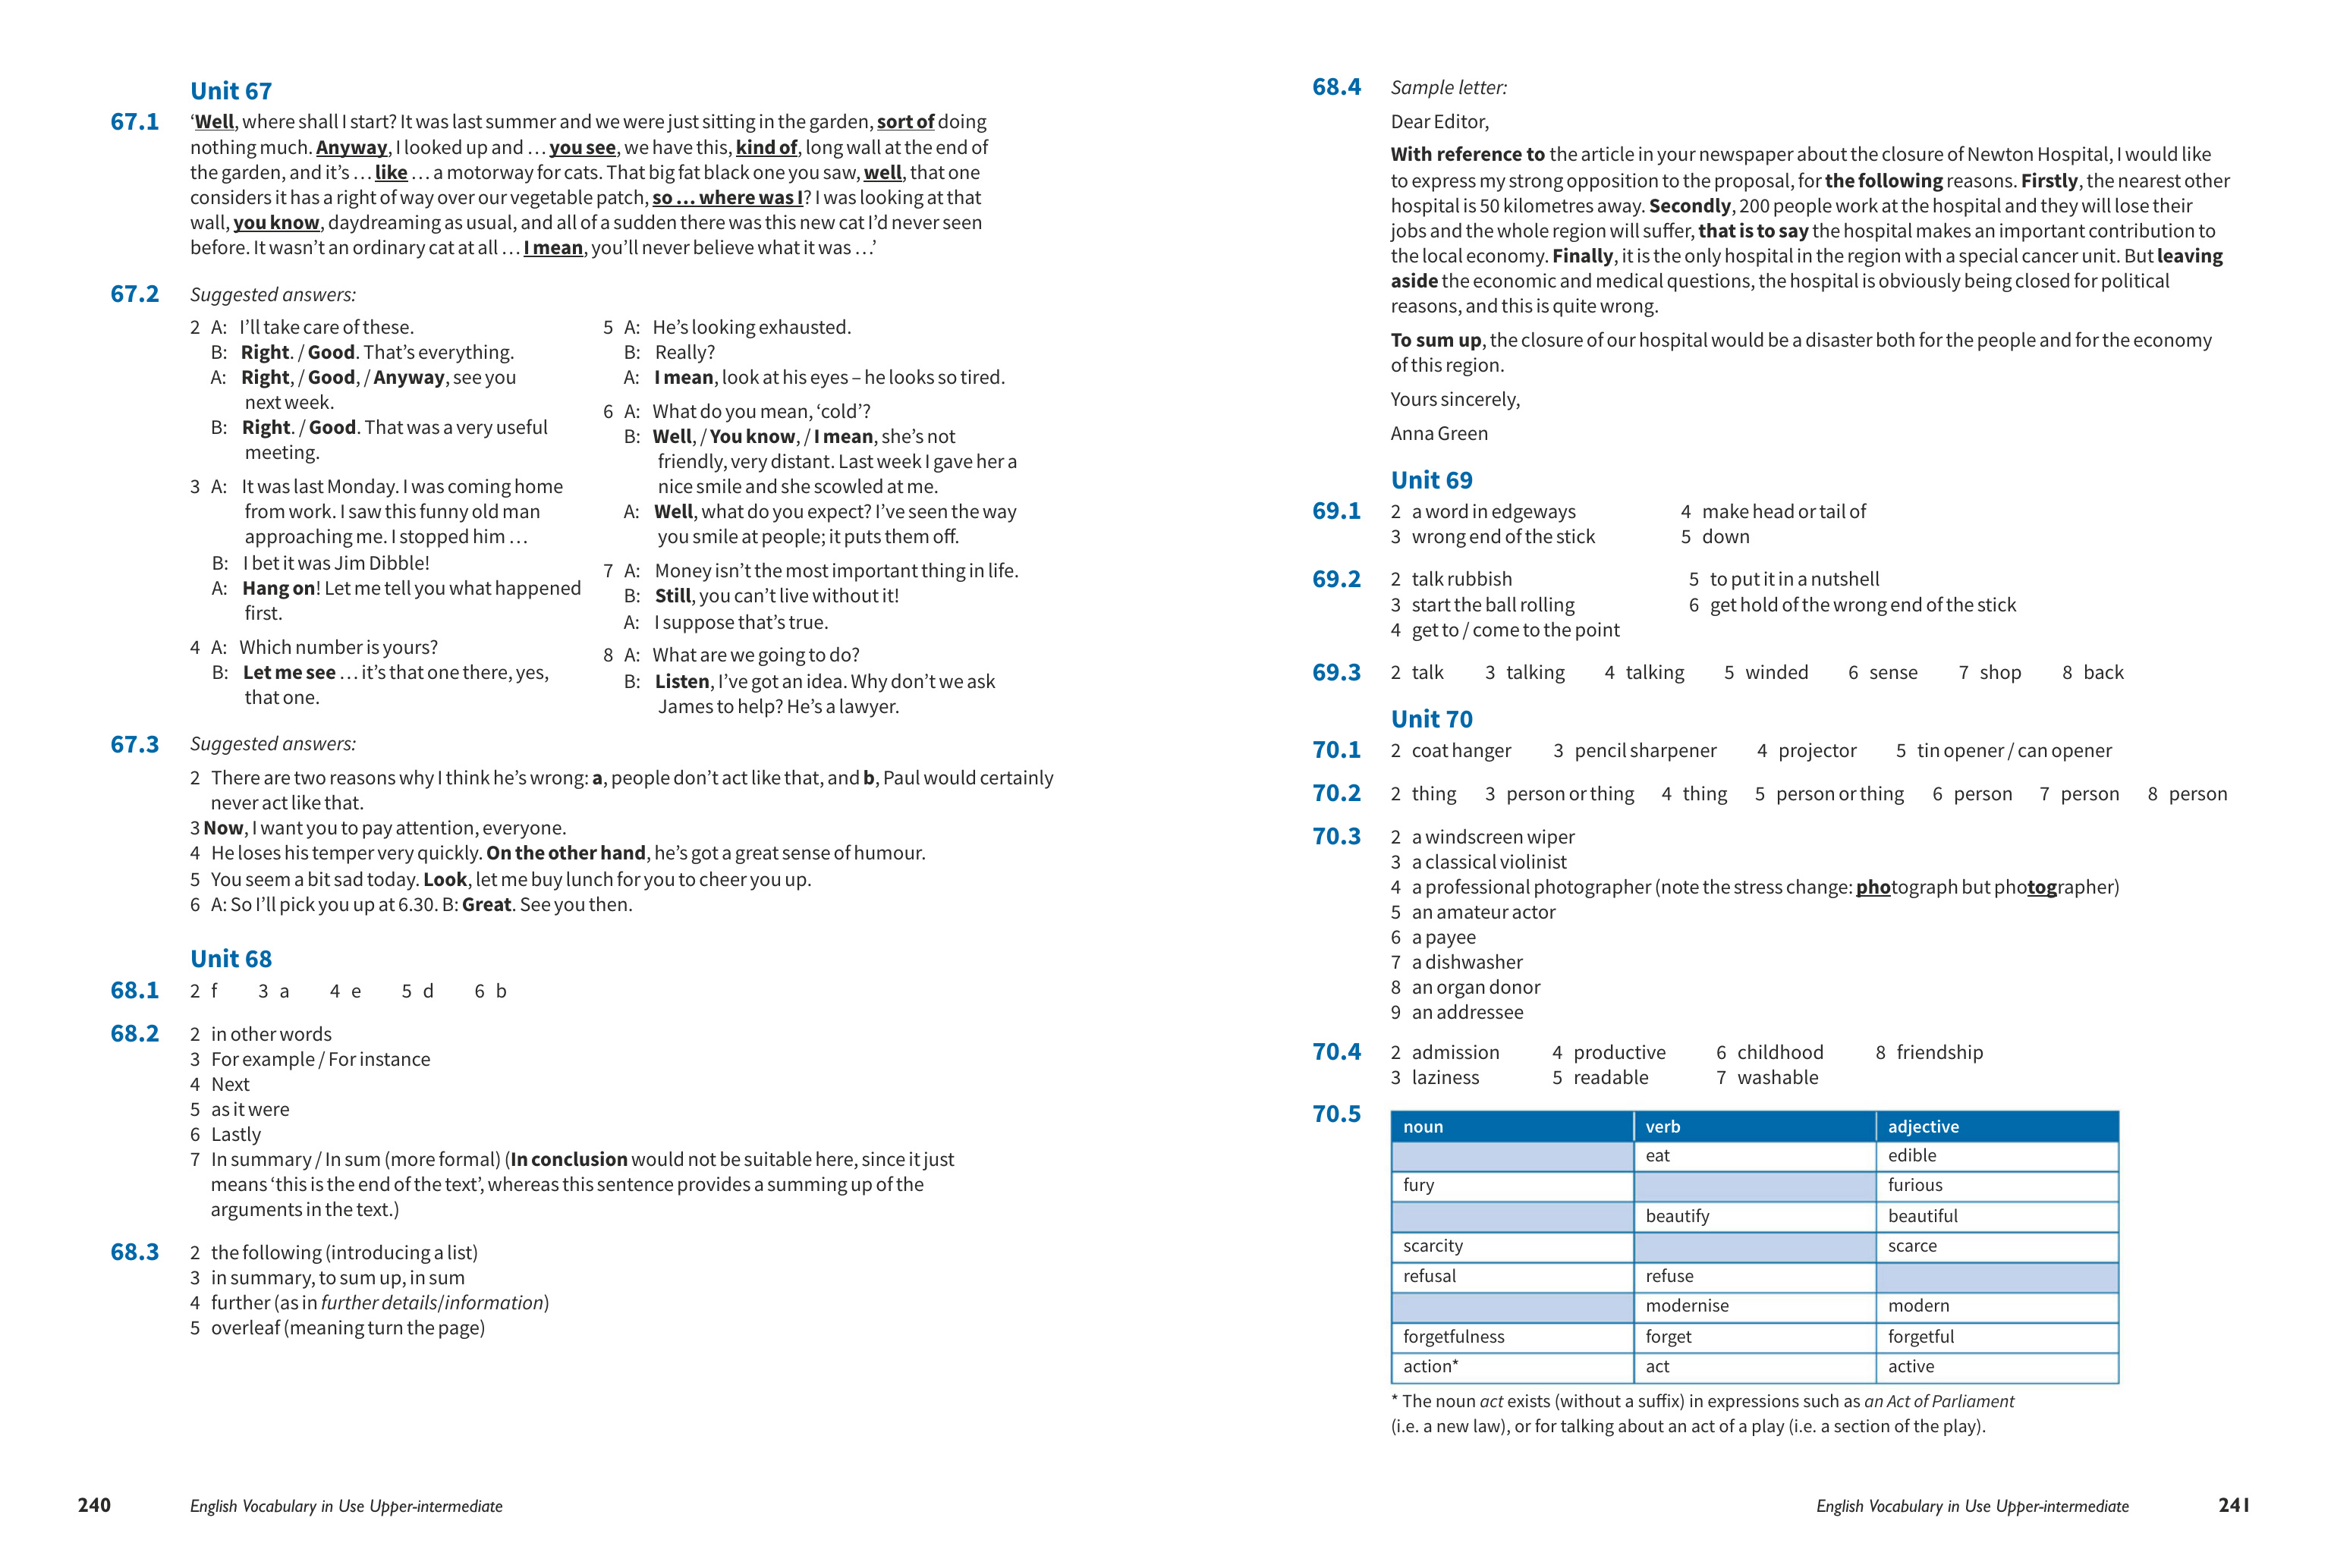 Unit 67
67.1 ‘Well, where shall I start? It was last summer and we were just sitting in the garden, sort of doing
nothing much. Anyway, I looked up and … you see, we have this, kind of, long wall at the end of
the garden, and it’s … like … a motorway for cats. That big fat black one you saw, well, that one
considers it has a right of way over our vegetable patch, so … where was I? I was looking at that
wall, you know, daydreaming as usual, and all of a sudden there was this new cat I’d never seen
before. It wasn’t an ordinary cat at all … I mean, you’ll never believe what it was …’
67.2 Suggested answers:
2 A: I’ll take care of these.
B: Right. / Good. That’s everything.
A: Right, / Good, / Anyway, see you
next week.
B: Right. / Good. That was a very useful
meeting.
3 A: It was last Monday. I was coming home
from work. I saw this funny old man
approaching me. I stopped him …
B: I bet it was Jim Dibble!
A: Hang on! Let me tell you what happened
first.
4 A: Which number is yours?
B: Let me see … it’s that one there, yes,
that one.
5 A: He’s looking exhausted.
B: Really?
A: I mean, look at his eyes – he looks so tired.
6 A: What do you mean, ‘cold’?
B: Well, / You know, / I mean, she’s not
friendly, very distant. Last week I gave her a
nice smile and she scowled at me.
A: Well, what do you expect? I’ve seen the way
you smile at people; it puts them off.
7 A: Money isn’t the most important thing in life.
B: Still, you can’t live without it!
A: I suppose that’s true.
8 A: What are we going to do?
B: Listen, I’ve got an idea. Why don’t we ask
James to help? He’s a lawyer.
67.3 Suggested answers:
2 There are two reasons why I think he’s wrong: a, people don’t act like that, and b, Paul would certainly
never act like that.
3 Now, I want you to pay attention, everyone.
4 He loses his temper very quickly. On the other hand, he’s got a great sense of humour.
5 You seem a bit sad today. Look, let me buy lunch for you to cheer you up.
6 A: So I’ll pick you up at 6.30. B: Great. See you then.
Unit 68
68.1 2 f 3 a 4 e 5 d 6 b
68.2 2 in other words
3 For example / For instance
4 Next
5 as it were
6 Lastly
7 In summary / In sum (more formal) (In conclusion would not be suitable here, since it just
means ‘this is the end of the text’, whereas this sentence provides a summing up of the
arguments in the text.)
68.3 2 the following (introducing a list)
3 in summary, to sum up, in sum
4 further (as in further details/information)
5 overleaf (meaning turn the page)
240 English Vocabulary in Use Upper-intermediate
68.4 Sample letter:
Dear Editor,
With reference to the article in your newspaper about the closure of Newton Hospital, I would like
to express my strong opposition to the proposal, for the following reasons. Firstly, the nearest other
hospital is 50 kilometres away. Secondly, 200 people work at the hospital and they will lose their
jobs and the whole region will suffer, that is to say the hospital makes an important contribution to
the local economy. Finally, it is the only hospital in the region with a special cancer unit. But leaving
aside the economic and medical questions, the hospital is obviously being closed for political
reasons, and this is quite wrong.
To sum up, the closure of our hospital would be a disaster both for the people and for the economy
of this region.
Yours sincerely,
Anna Green
Unit 69
69.1 2 a word in edgeways 4 make head or tail of
3 wrong end of the stick 5 down
69.2 2 talk rubbish 5 to put it in a nutshell
3 start the ball rolling 6 get hold of the wrong end of the stick
4 get to / come to the point
69.3 2 talk 3 talking 4 talking 5 winded 6 sense 7 shop 8 back
Unit 70
70.1 2 coat hanger 3 pencil sharpener 4 projector 5 tin opener / can opener
70.2 2 thing 3 person or thing 4 thing 5 person or thing 6 person 7 person 8 person
70.3 2 a windscreen wiper
3 a classical violinist
4 a professional photographer (note the stress change: photograph but photographer)
5 an amateur actor
6 a payee
7 a dishwasher
8 an organ donor
9 an addressee
70.4 2 admission 4 productive 6 childhood 8 friendship
3 laziness 5 readable 7 washable
70.5 noun verb adjective
eat edible
fury furious
beautify beautiful
scarcity scarce
refusal refuse
modernise modern
forgetfulness forget forgetful
action* act active
* The noun act exists (without a suffix) in expressions such as an Act of Parliament
(i.e. a new law), or for talking about an act of a play (i.e. a section of the play).
English Vocabulary in Use Upper-intermediate 241